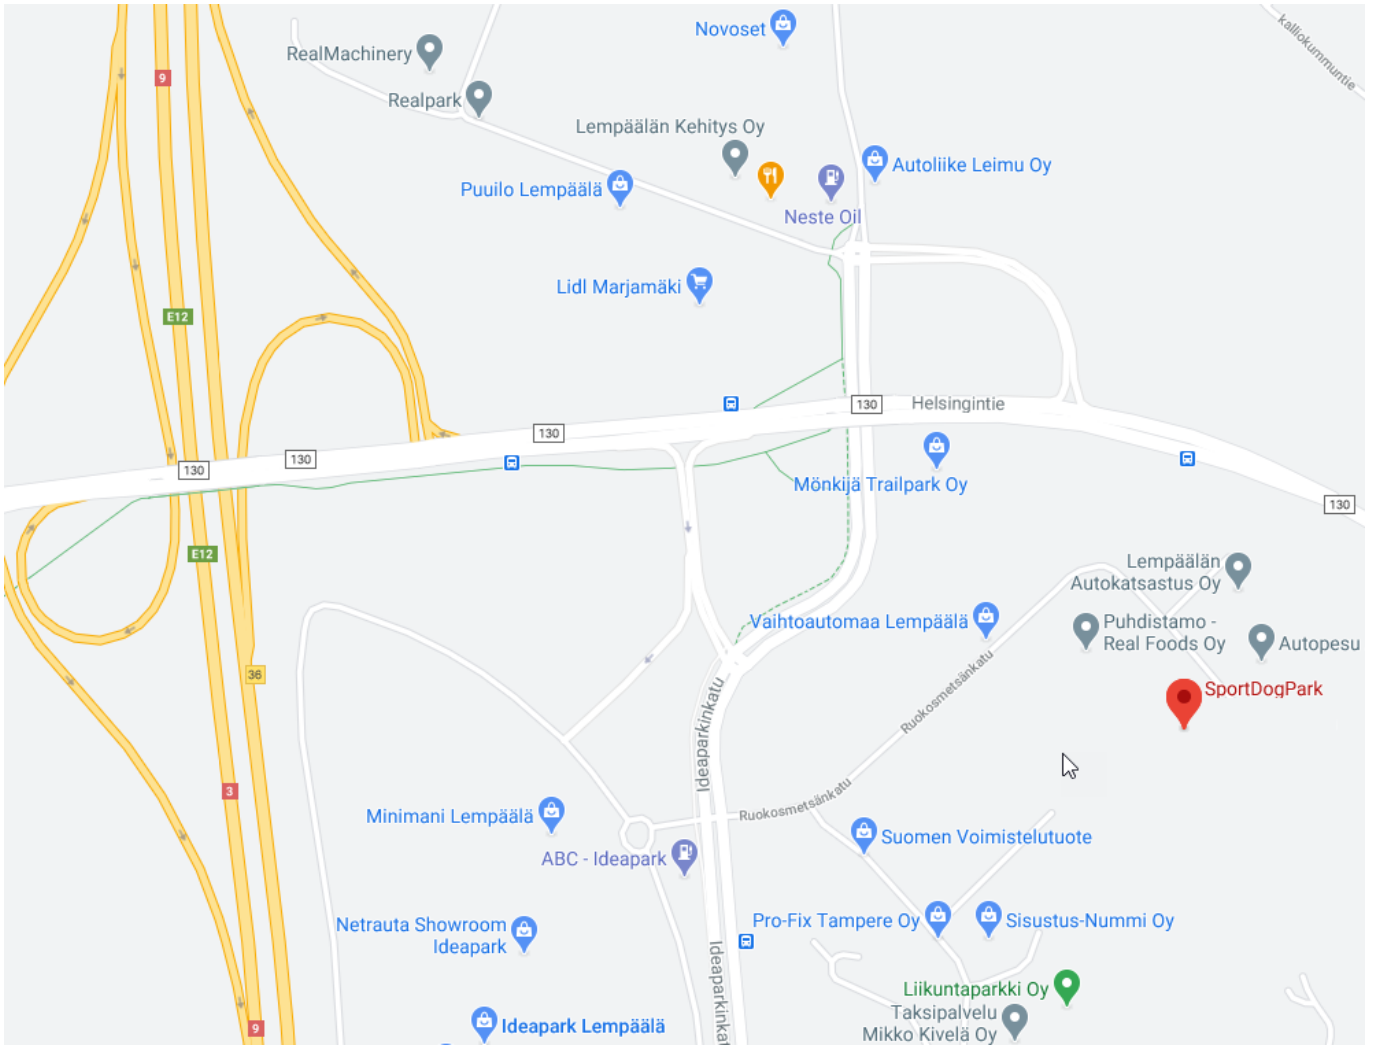 Novoset
kalliokummuntie
RealMachinery
9
Realpark
Lempäälän Kehitys Oy
Autoliike Leimu Oy
Puuilo Lempäälä
Neste Oil
Lidl Marjamäki
E12
130
Helsingintie
130
130
130
Mönkijä Trailpark Oy
130
E12
Lempäälän
Autokatsastus Oy
Vaihtoautomaa Lempäälä
Puhdistamo -
Real Foods Oy
Autopesu
36
Ruokosmetsänkatu
SportDogPark
Ideaparkinkatu
3
Ruokosmetsänkatu
Minimani Lempäälä
Suomen Voimistelutuote
ABC - Ideapark
Netrauta Showroom
Ideapark
Pro-Fix Tampere Oy
Sisustus-Nummi Oy
Ideaparkinkat
Liikuntaparkki Oy
Taksipalvelu
Mikko Kivelä Oy
9
Ideapark Lempäälä